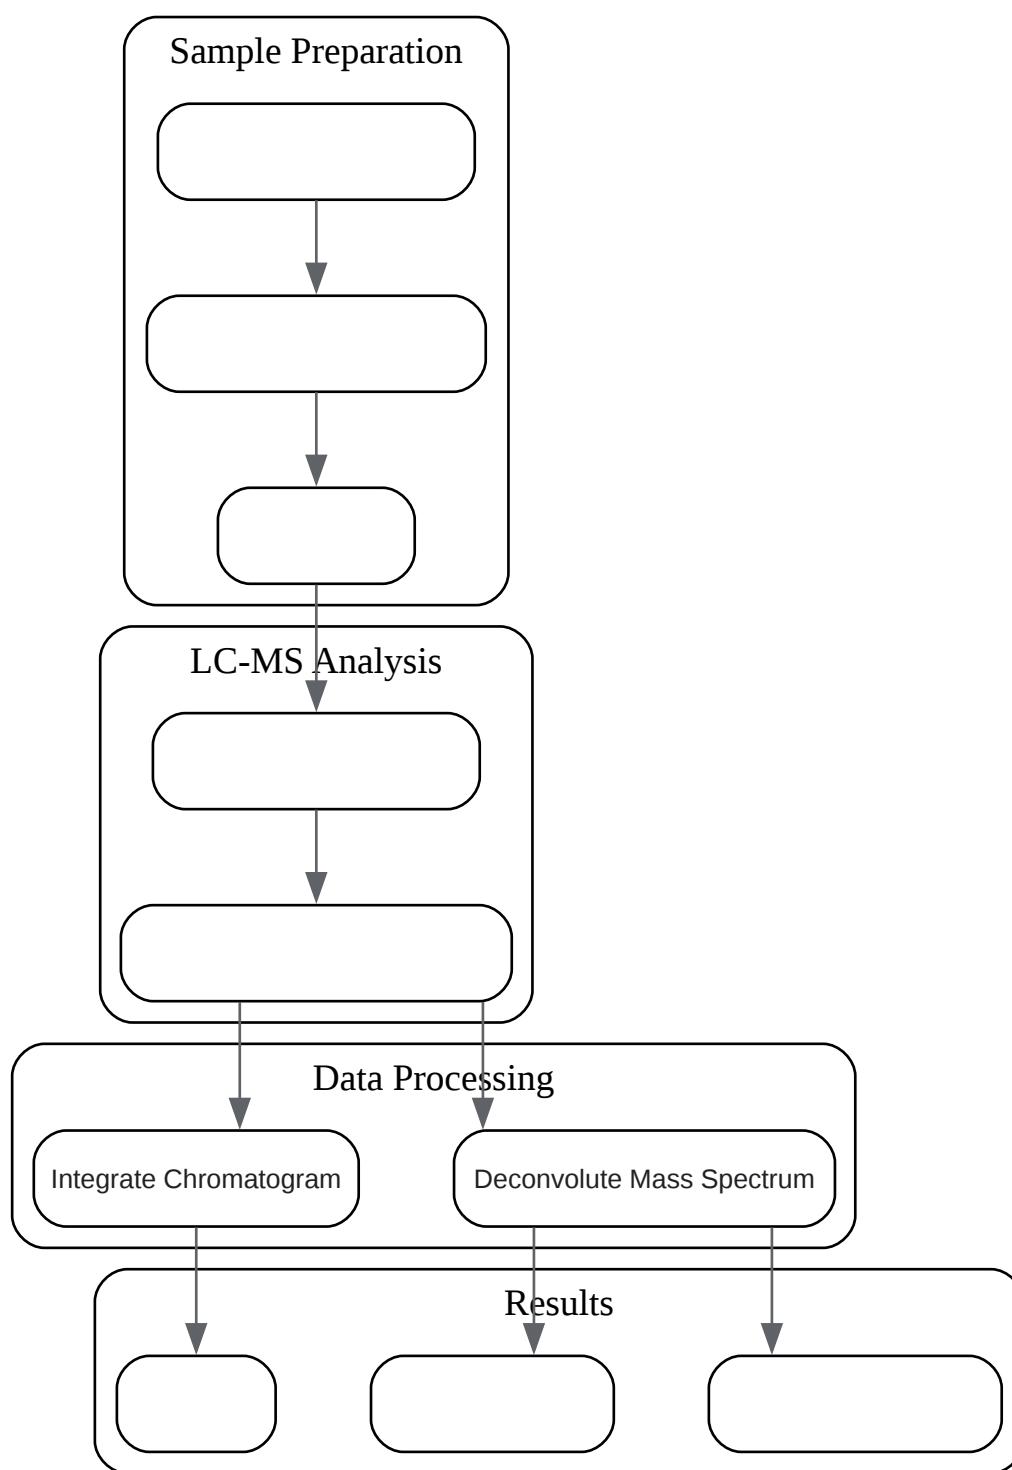 Sample Preparation
LC-MS Analysis
Data Processing
Integrate Chromatogram
Deconvolute Mass Spectrum
Results